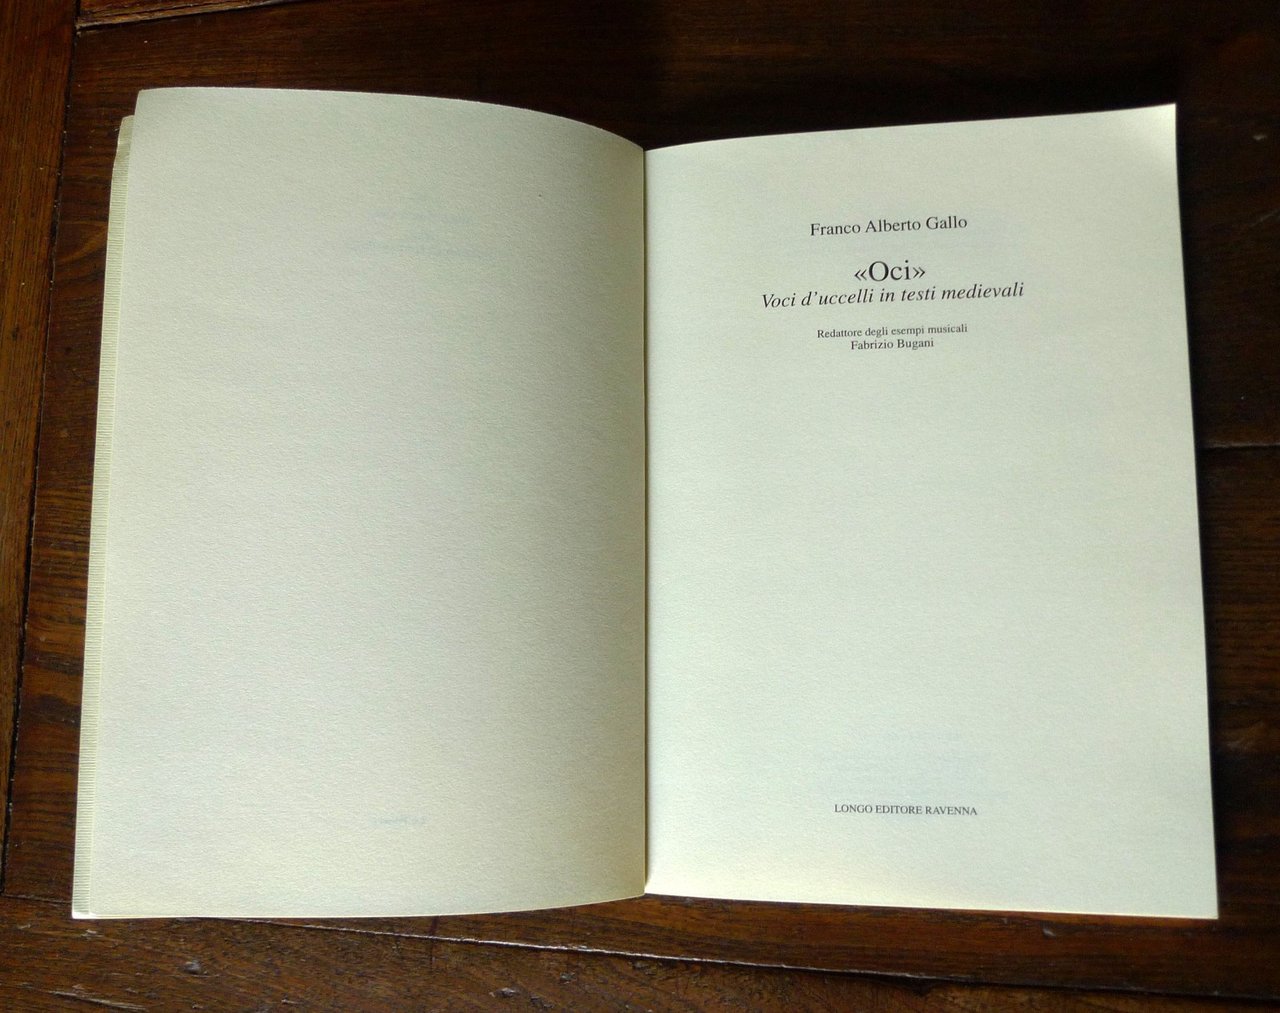 Franco Alberto Gallo
«Oci»
Voci d'uccelli in testi medievali
Redattore degli esempi musicali
Fabrizio Bugani
LONGO EDITORE RAVENNA